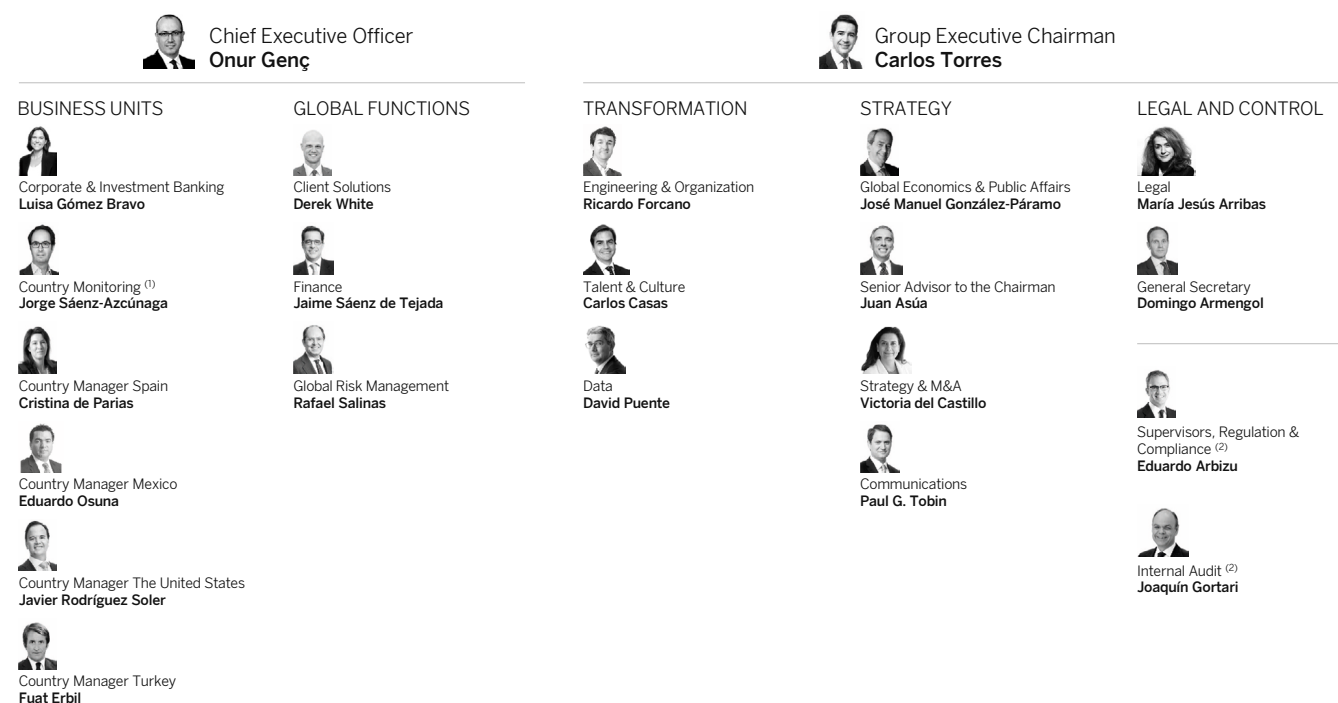 Chief Executive Officer
Onur Genç
Group Executive Chairman
Carlos Torres
BUSINESS UNITS
Corporate & Investment Banking
Luisa Gómez Bravo
Country Monitoring (1)
Jorge Sáenz-Azcúnaga
Country Manager Spain
Cristina de Parias
Country Manager Mexico
Eduardo Osuna
Country Manager The United States
Javier Rodríguez Soler
Country Manager Turkey
Fuat Erbil
GLOBAL FUNCTIONS
Client Solutions
Derek White
Finance
Jaime Sáenz de Tejada
Global Risk Management
Rafael Salinas
TRANSFORMATION
Engineering & Organization
Ricardo Forcano
Talent & Culture
Carlos Casas
Data
David Puente
STRATEGY
Global Economics & Public Affairs
José Manuel González-Páramo
Senior Advisor to the Chairman
Juan Asúa
Strategy & M&A
Victoria del Castillo
Communications
Paul G. Tobin
LEGAL AND CONTROL
Legal
María Jesús Arribas
General Secretary
Domingo Armengol
Supervisors, Regulation &
Compliance (2)
Eduardo Arbizu
Internal Audit (2)
Joaquín Gortari